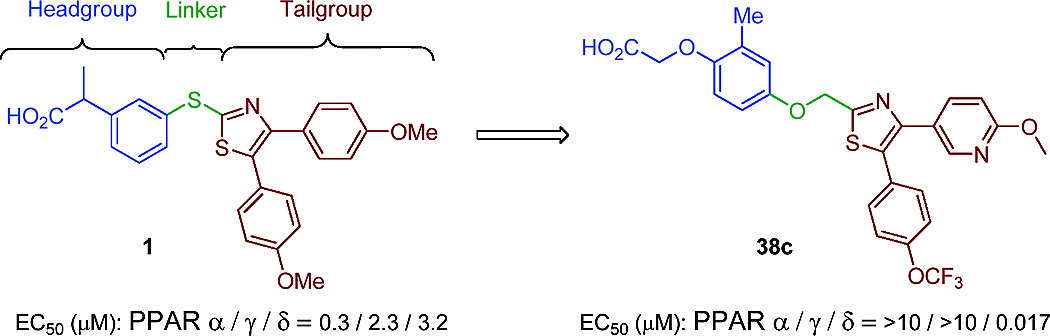 Headgroup Linker Tailgroup
Me
HO2C O
S N
HO2C
O
N
OMe
S
S
N
O
OMe
1
38c
OCF3
EC50 (μM): PPAR α / γ / δ = 0.3 / 2.3 / 3.2
EC50 (μM): PPAR α / γ / δ = >10 / >10 / 0.017